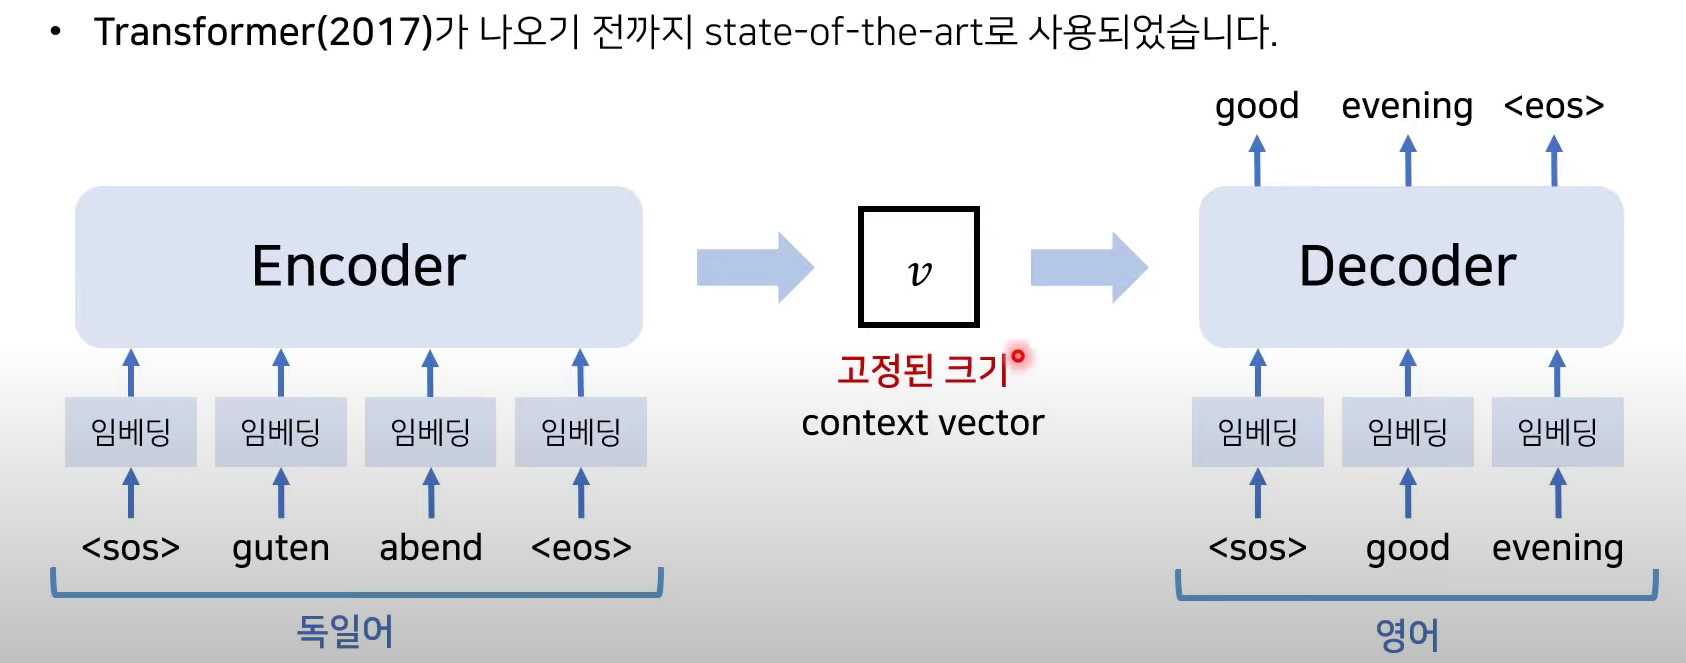 • Transformer(2017)가 나오기 전까지 state-of-the-art로 사용되었습니다.
good evening <eos>
Encoder
v
Decoder
고정된 크기
context vector
임베딩 임베딩 임베딩 임베딩
임베딩 임베딩 임베딩
<sos> guten abend <eos>
<sos> good evening
독일어
영어